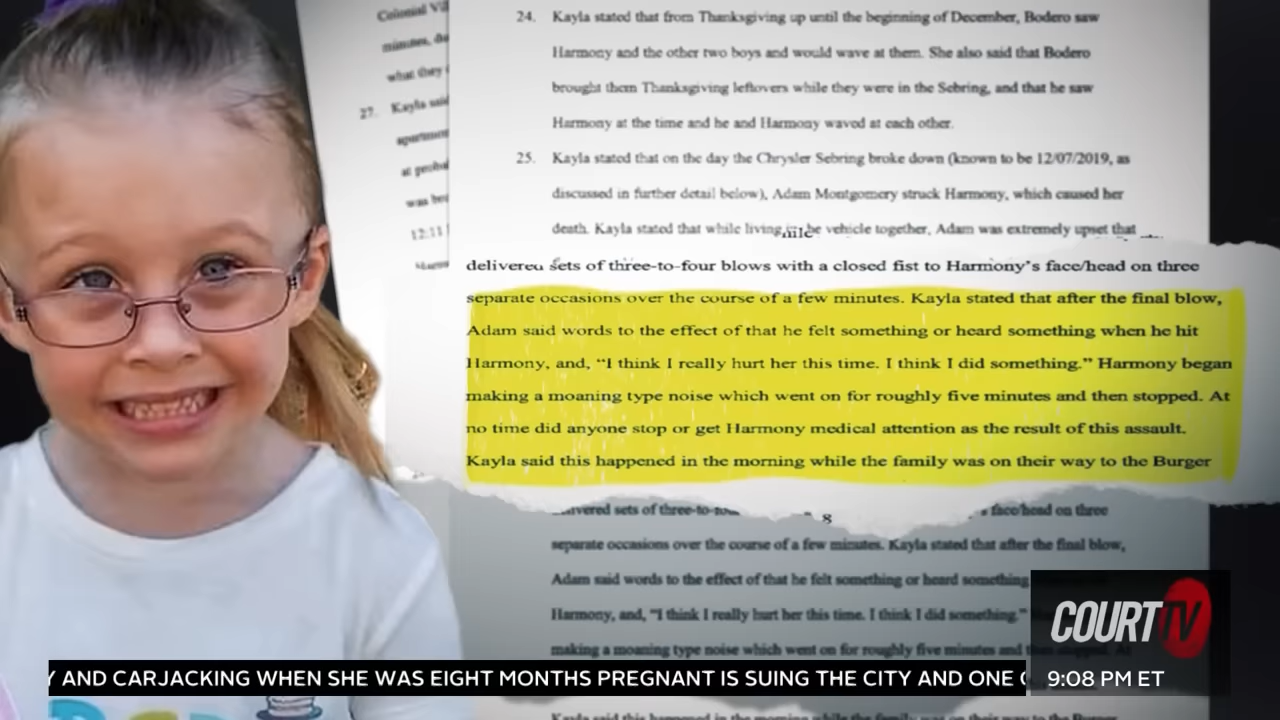 Colonial
minutes,
what they
27. Kayla said
24. Kayla stated that from Thanksgiving up until the beginning of December, Bodero saw
Harmony and the other two boys and would wave at them. She also said that Bodero
brought them Thanksgiving leftovers while they were in the Sebring, and that he saw
Harmony at the time and he and Harmony waved at each other.
25. Kayla stated that on the day the Chrysler Sebring broke down (known to be 12/07/2019, as
discussed in further detail below), Adam Montgomery struck Harmony, which caused her
death. Kayla stated that while living vehicle together, Adam was extremely upset that
delivered sets of three-to-four blows with a closed fist to Harmony's face/head on three
separate occasions over the course of a few minutes. Kayla stated that after the final blow,
Adam said words to the effect of that he felt something or heard something when he hit
Harmony, and, “I think I really hurt her this time. I think I did something.” Harmony began
making a moaning type noise which went on for roughly five minutes and then stopped. At
no time did anyone stop or get Harmony medical attention as the result of this assault.
Kayla said this happened in the morning while the family was on their way to the Burger
8
sets of face/head on three
separate occasions over the course of a few minutes. Kayla stated that after the final blow,
Adam said words to the effect of that he felt something or heard something
Harmony, and, “I think I really hurt her this time. I think I did something.”
making a moaning type noise which went on for roughly five minutes and
Kayla said this happened in the morning while the family was on their way to the Burger
COURT TV
AND CARJACKING WHEN SHE WAS EIGHT MONTHS PREGNANT IS SUING THE CITY AND ONE
9:08 PM ET